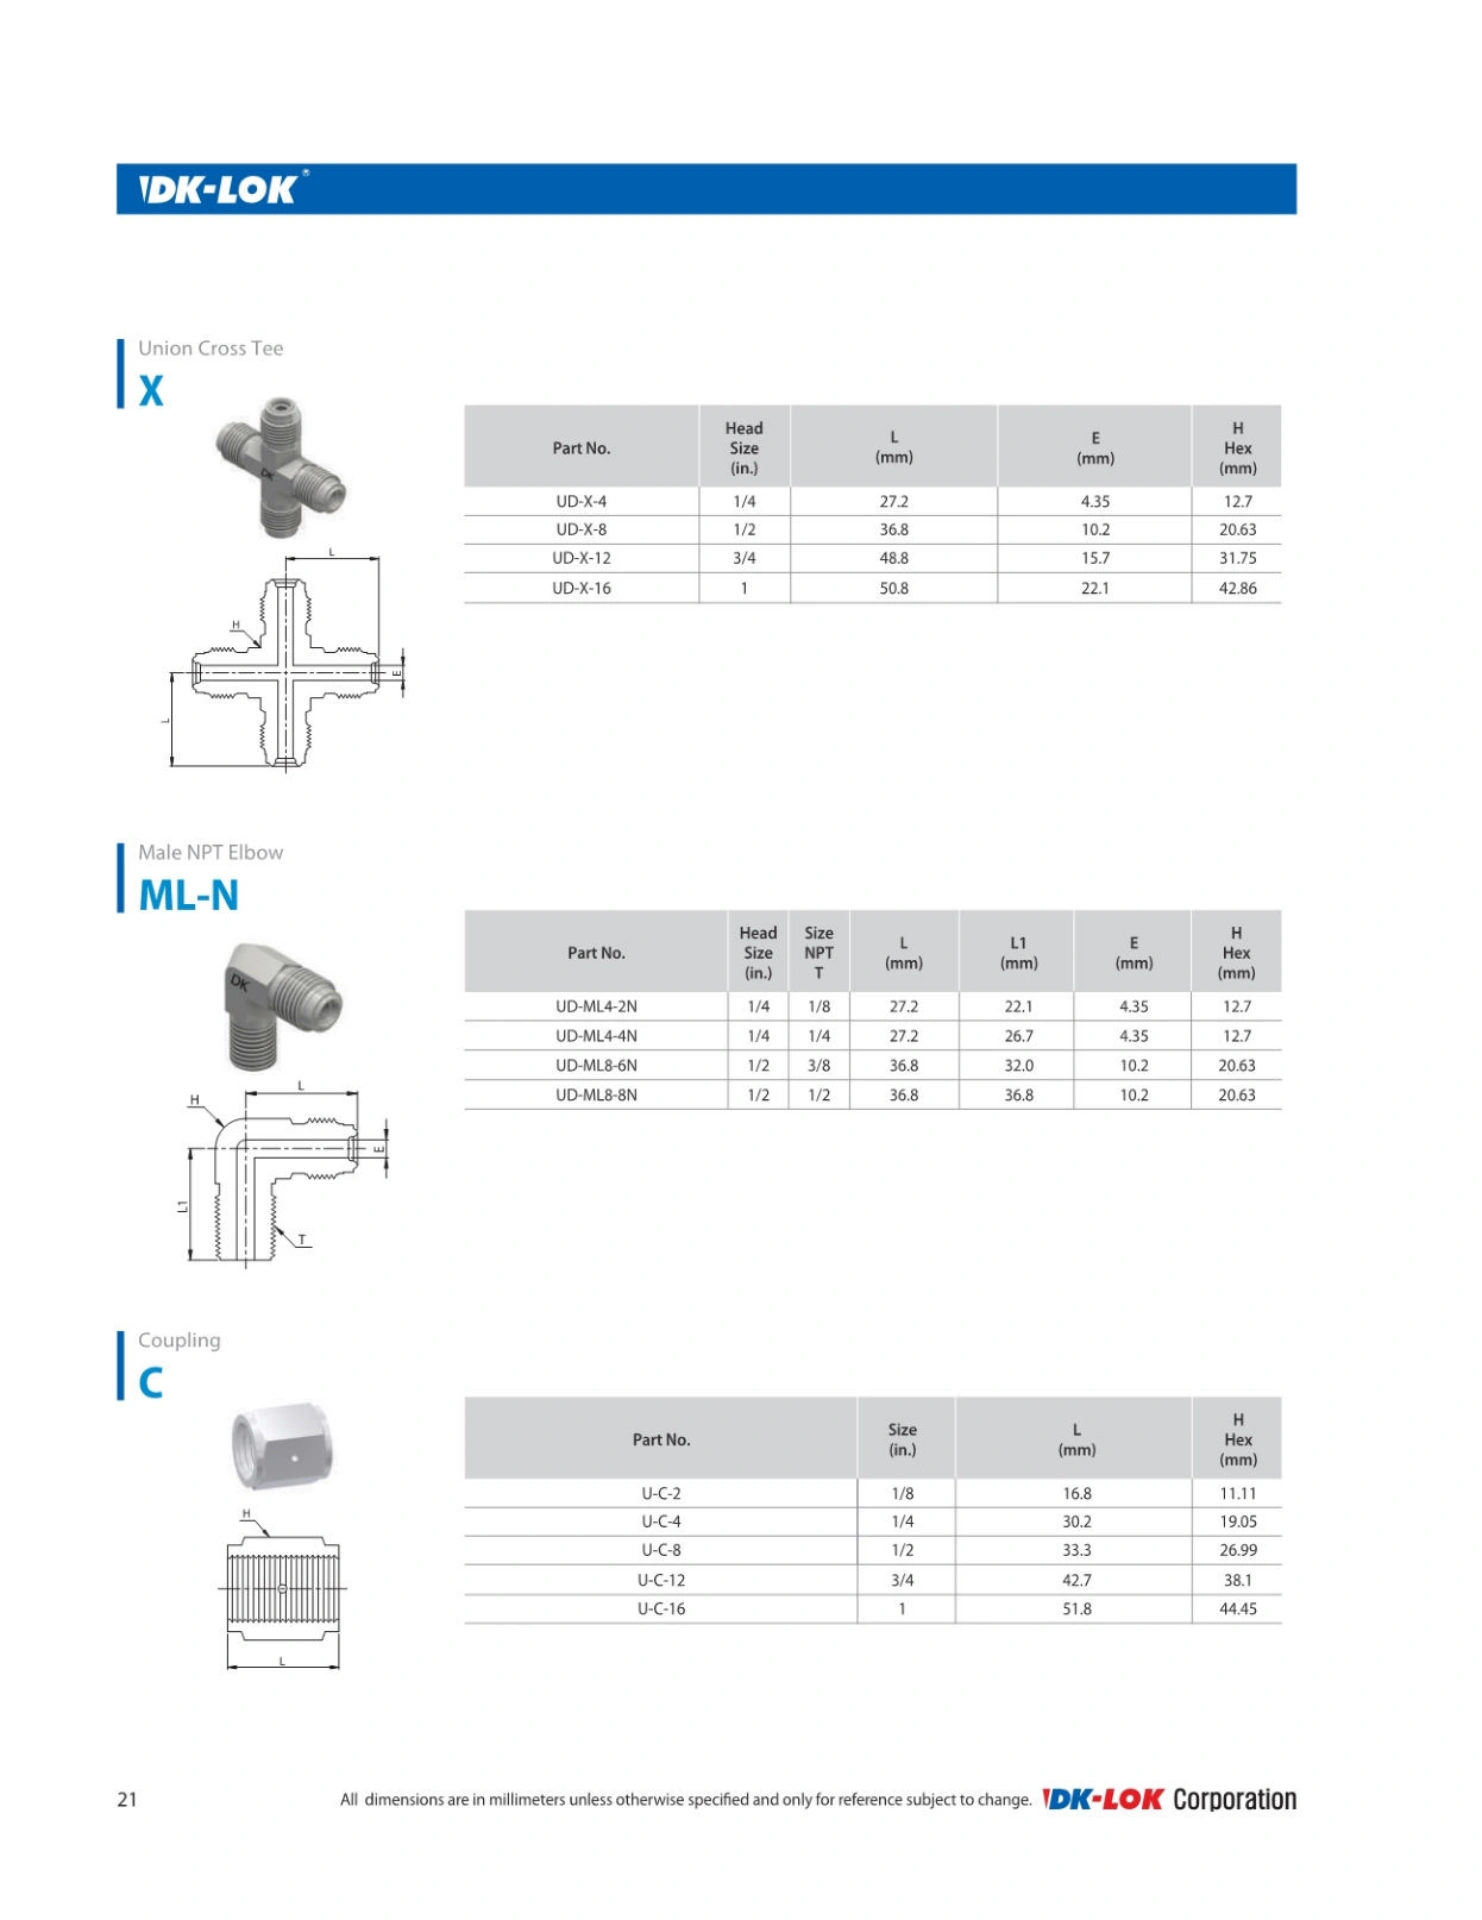 DK-LOK®
Union Cross Tee
X
DK
L
H
E
L
Part No. Head Size (in.) L (mm) E (mm) H Hex (mm)
UD-X-4 1/4 27.2 4.35 12.7
UD-X-8 1/2 36.8 10.2 20.63
UD-X-12 3/4 48.8 15.7 31.75
UD-X-16 1 50.8 22.1 42.86
Male NPT Elbow
ML-N
DK
L
H
E
L1
T
Part No. Head Size (in.) Size NPT T L (mm) L1 (mm) E (mm) H Hex (mm)
UD-ML4-2N 1/4 1/8 27.2 22.1 4.35 12.7
UD-ML4-4N 1/4 1/4 27.2 26.7 4.35 12.7
UD-ML8-6N 1/2 3/8 36.8 32.0 10.2 20.63
UD-ML8-8N 1/2 1/2 36.8 36.8 10.2 20.63
Coupling
C
H
L
Part No. Size (in.) L (mm) H Hex (mm)
U-C-2 1/8 16.8 11.11
U-C-4 1/4 30.2 19.05
U-C-8 1/2 33.3 26.99
U-C-12 3/4 42.7 38.1
U-C-16 1 51.8 44.45
21 All dimensions are in millimeters unless otherwise specified and only for reference subject to change. DK-LOK Corporation